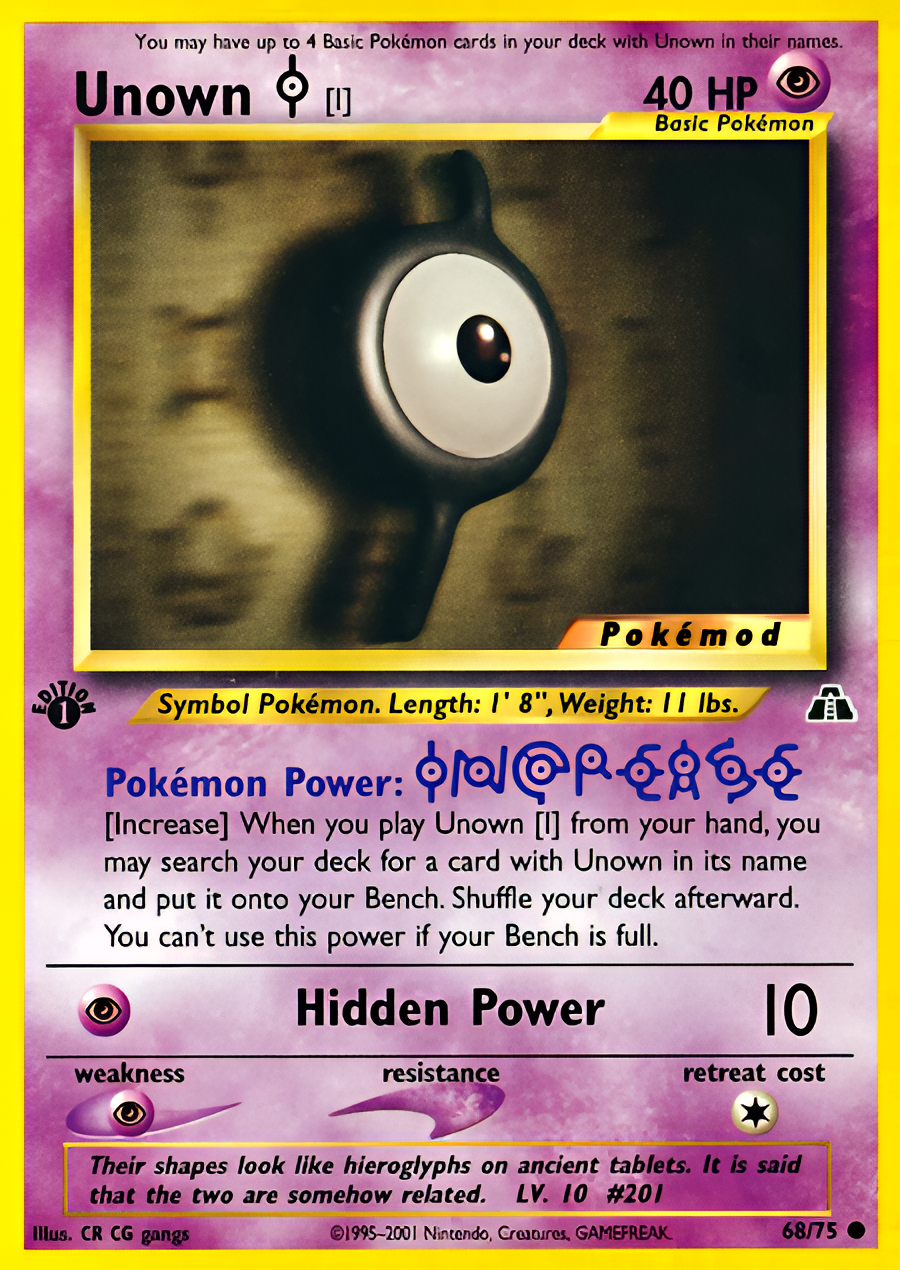 You may have up to 4 Basic Pokémon cards in your deck with Unown in their names.
Unown [I] 40 HP
Basic Pokémon
Pokémod
EDITION
1
Symbol Pokémon. Length: 1' 8", Weight: 11 lbs.
Pokémon Power: INCREASE
[Increase] When you play Unown [I] from your hand, you
may search your deck for a card with Unown in its name
and put it onto your Bench. Shuffle your deck afterward.
You can't use this power if your Bench is full.
Hidden Power 10
weakness resistance retreat cost
Their shapes look like hieroglyphs on ancient tablets. It is said
that the two are somehow related. LV. 10 #201
Illus. CR CG gangs ©1995-2001 Nintendo, Creatures, GAMEFREAK. 68/75